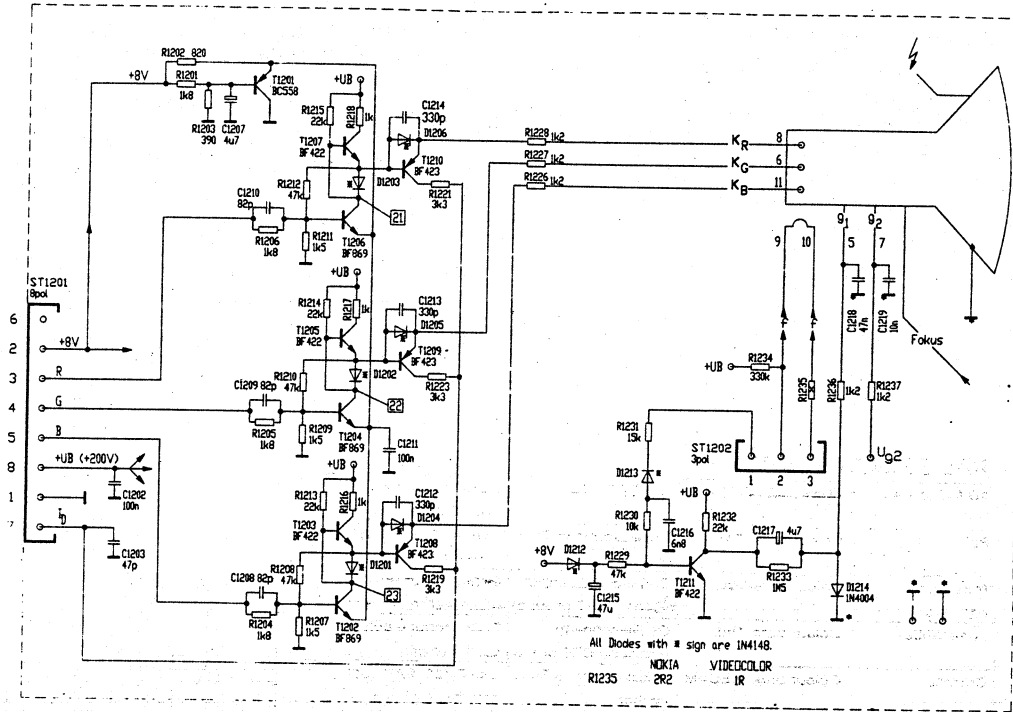 R1202 820
+8V
R1201
1k8
T1201
BC558
R1203
390
C1207
4u7
+UB
R1215
22k
R1218
1k
C1214
330p
D1206
T1207
BF422
T1210
BF423
R1228 1k2
R1227 1k2
R1226 1k2
KR 8
KG 6
KB 11
C1210
82p
R1212
47k
D1203
R1221
3k3
21
R1206
1k8
R1211
1k5
T1206
BF869
g1 g2
9 10 5 7
ST1201
8pol
+UB
R1214
22k
R1217
1k
C1213
330p
D1205
T1205
BF422
T1209
BF423
C1218
47n
C1219
10n
Fokus
f f
6
2 +8V
3 R
4 G
5 B
8 +UB (+200V)
1
7 ID
C1202
100n
C1203
47p
C1209 82p
R1210
47k
D1202
R1223
3k3
22
R1205
1k8
R1209
1k5
T1204
BF869
C1211
100n
+UB
R1234
330k
R1235
R1236
1k2
R1237
1k2
Ug2
R1231
15k
ST1202
3pol
1 2 3
+UB
R1213
22k
R1216
1k
C1212
330p
D1204
T1203
BF422
T1208
BF423
C1208 82p
R1208
47k
D1201
R1219
3k3
23
R1204
1k8
R1207
1k5
T1202
BF869
D1213
R1230
10k
C1216
6n8
+UB
R1232
22k
C1217 4u7
+8V
D1212
R1229
47k
C1215
47u
T1211
BF422
R1233
1M5
D1214
1N4004
* * *
All Diodes with * sign are 1N4148.
NOKIA VIDEOCOLOR
R1235 2R2 1R